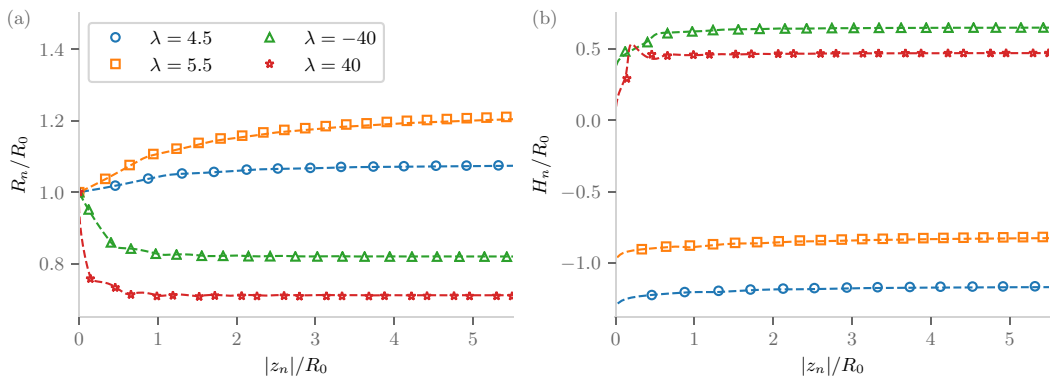 (a)
λ = 4.5
λ = 5.5
λ = −40
λ = 40
1.4
1.2
1.0
0.8
R_n/R_0
0 1 2 3 4 5
|z_n|/R_0
(b)
0.5
0.0
−0.5
−1.0
H_n/R_0
0 1 2 3 4 5
|z_n|/R_0